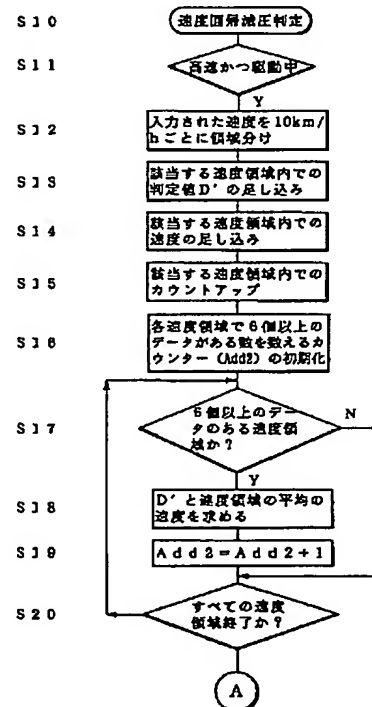 S10
速度回帰減圧判定
S11
高速かつ駆動中
Y
S12
入力された速度を10km/
hごとに領域分け
S13
該当する速度領域内での
判定値D'の足し込み
S14
該当する速度領域内での
速度の足し込み
S15
該当する速度領域内での
カウントアップ
S16
各速度領域で6個以上の
データがある数を数えるカ
ウンター(Add2)の初期化
S17
6個以上のデー
タのある速度領
域か?
N
Y
S18
D'と速度領域の平均の
速度を求める
S19
Add2=Add2+1
S20
すべての速度
領域終了か?
A